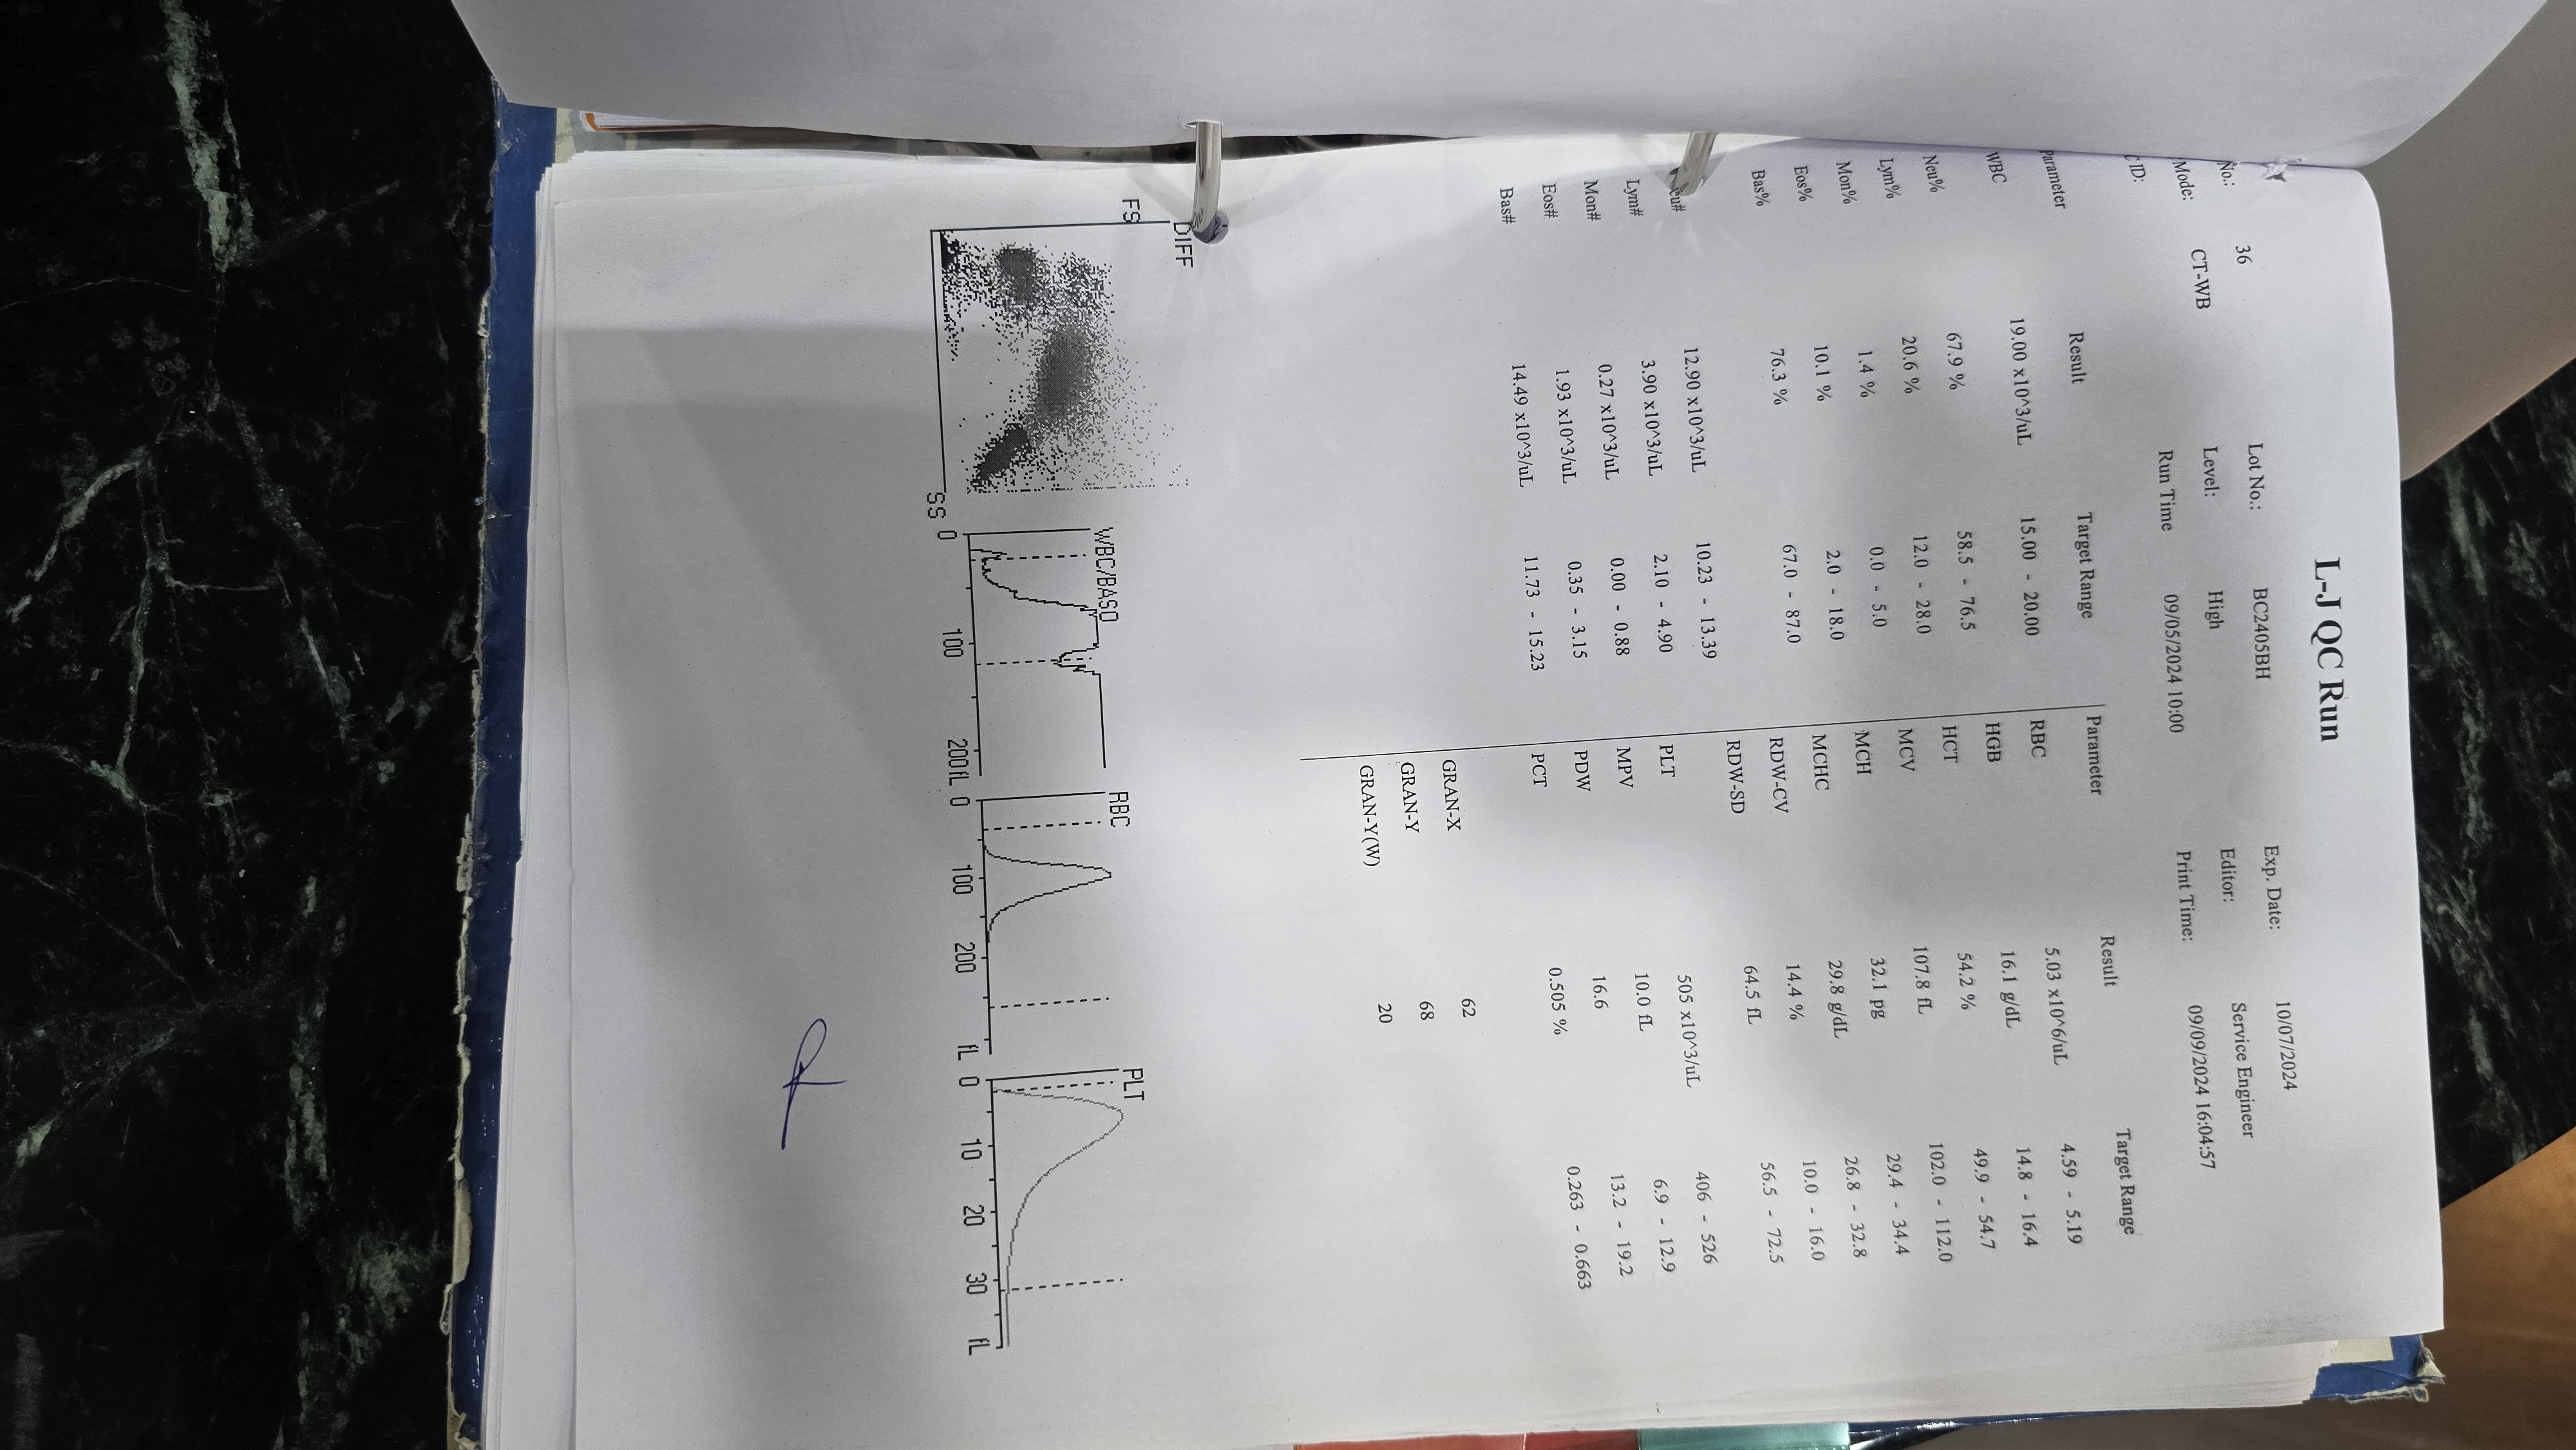 L-J QC Run
No.: 36 Lot No.: BC2405BH Exp. Date: 10/07/2024
Mode: CT-WB Level: High Editor: Service Engineer
ID: Run Time 09/05/2024 10:00 Print Time: 09/09/2024 16:04:57
Parameter Result Target Range Parameter Result Target Range
WBC 19.00 x10^3/uL 15.00 - 20.00 RBC 5.03 x10^6/uL 4.59 - 5.19
HGB 16.1 g/dL 14.8 - 16.4
Neu% 67.9 % 58.5 - 76.5 HCT 54.2 % 49.9 - 54.7
Lym% 20.6 % 12.0 - 28.0 MCV 107.8 fL 102.0 - 112.0
Mon% 1.4 % 0.0 - 5.0 MCH 32.1 pg 29.4 - 34.4
Eos% 10.1 % 2.0 - 18.0 MCHC 29.8 g/dL 26.8 - 32.8
Bas% 76.3 % 67.0 - 87.0 RDW-CV 14.4 % 10.0 - 16.0
RDW-SD 64.5 fL 56.5 - 72.5
eu# 12.90 x10^3/uL 10.23 - 13.39 PLT 505 x10^3/uL 406 - 526
Lym# 3.90 x10^3/uL 2.10 - 4.90 MPV 10.0 fL 6.9 - 12.9
Mon# 0.27 x10^3/uL 0.00 - 0.88 PDW 16.6 13.2 - 19.2
Eos# 1.93 x10^3/uL 0.35 - 3.15 PCT 0.505 % 0.263 - 0.663
Bas# 14.49 x10^3/uL 11.73 - 15.23
GRAN-X 62
GRAN-Y 68
GRAN-Y(W) 20
DIFF
FS
SS
WBC/BASO
0 100 200fL
RBC
0 100 200 fL
PLT
0 10 20 30 fL